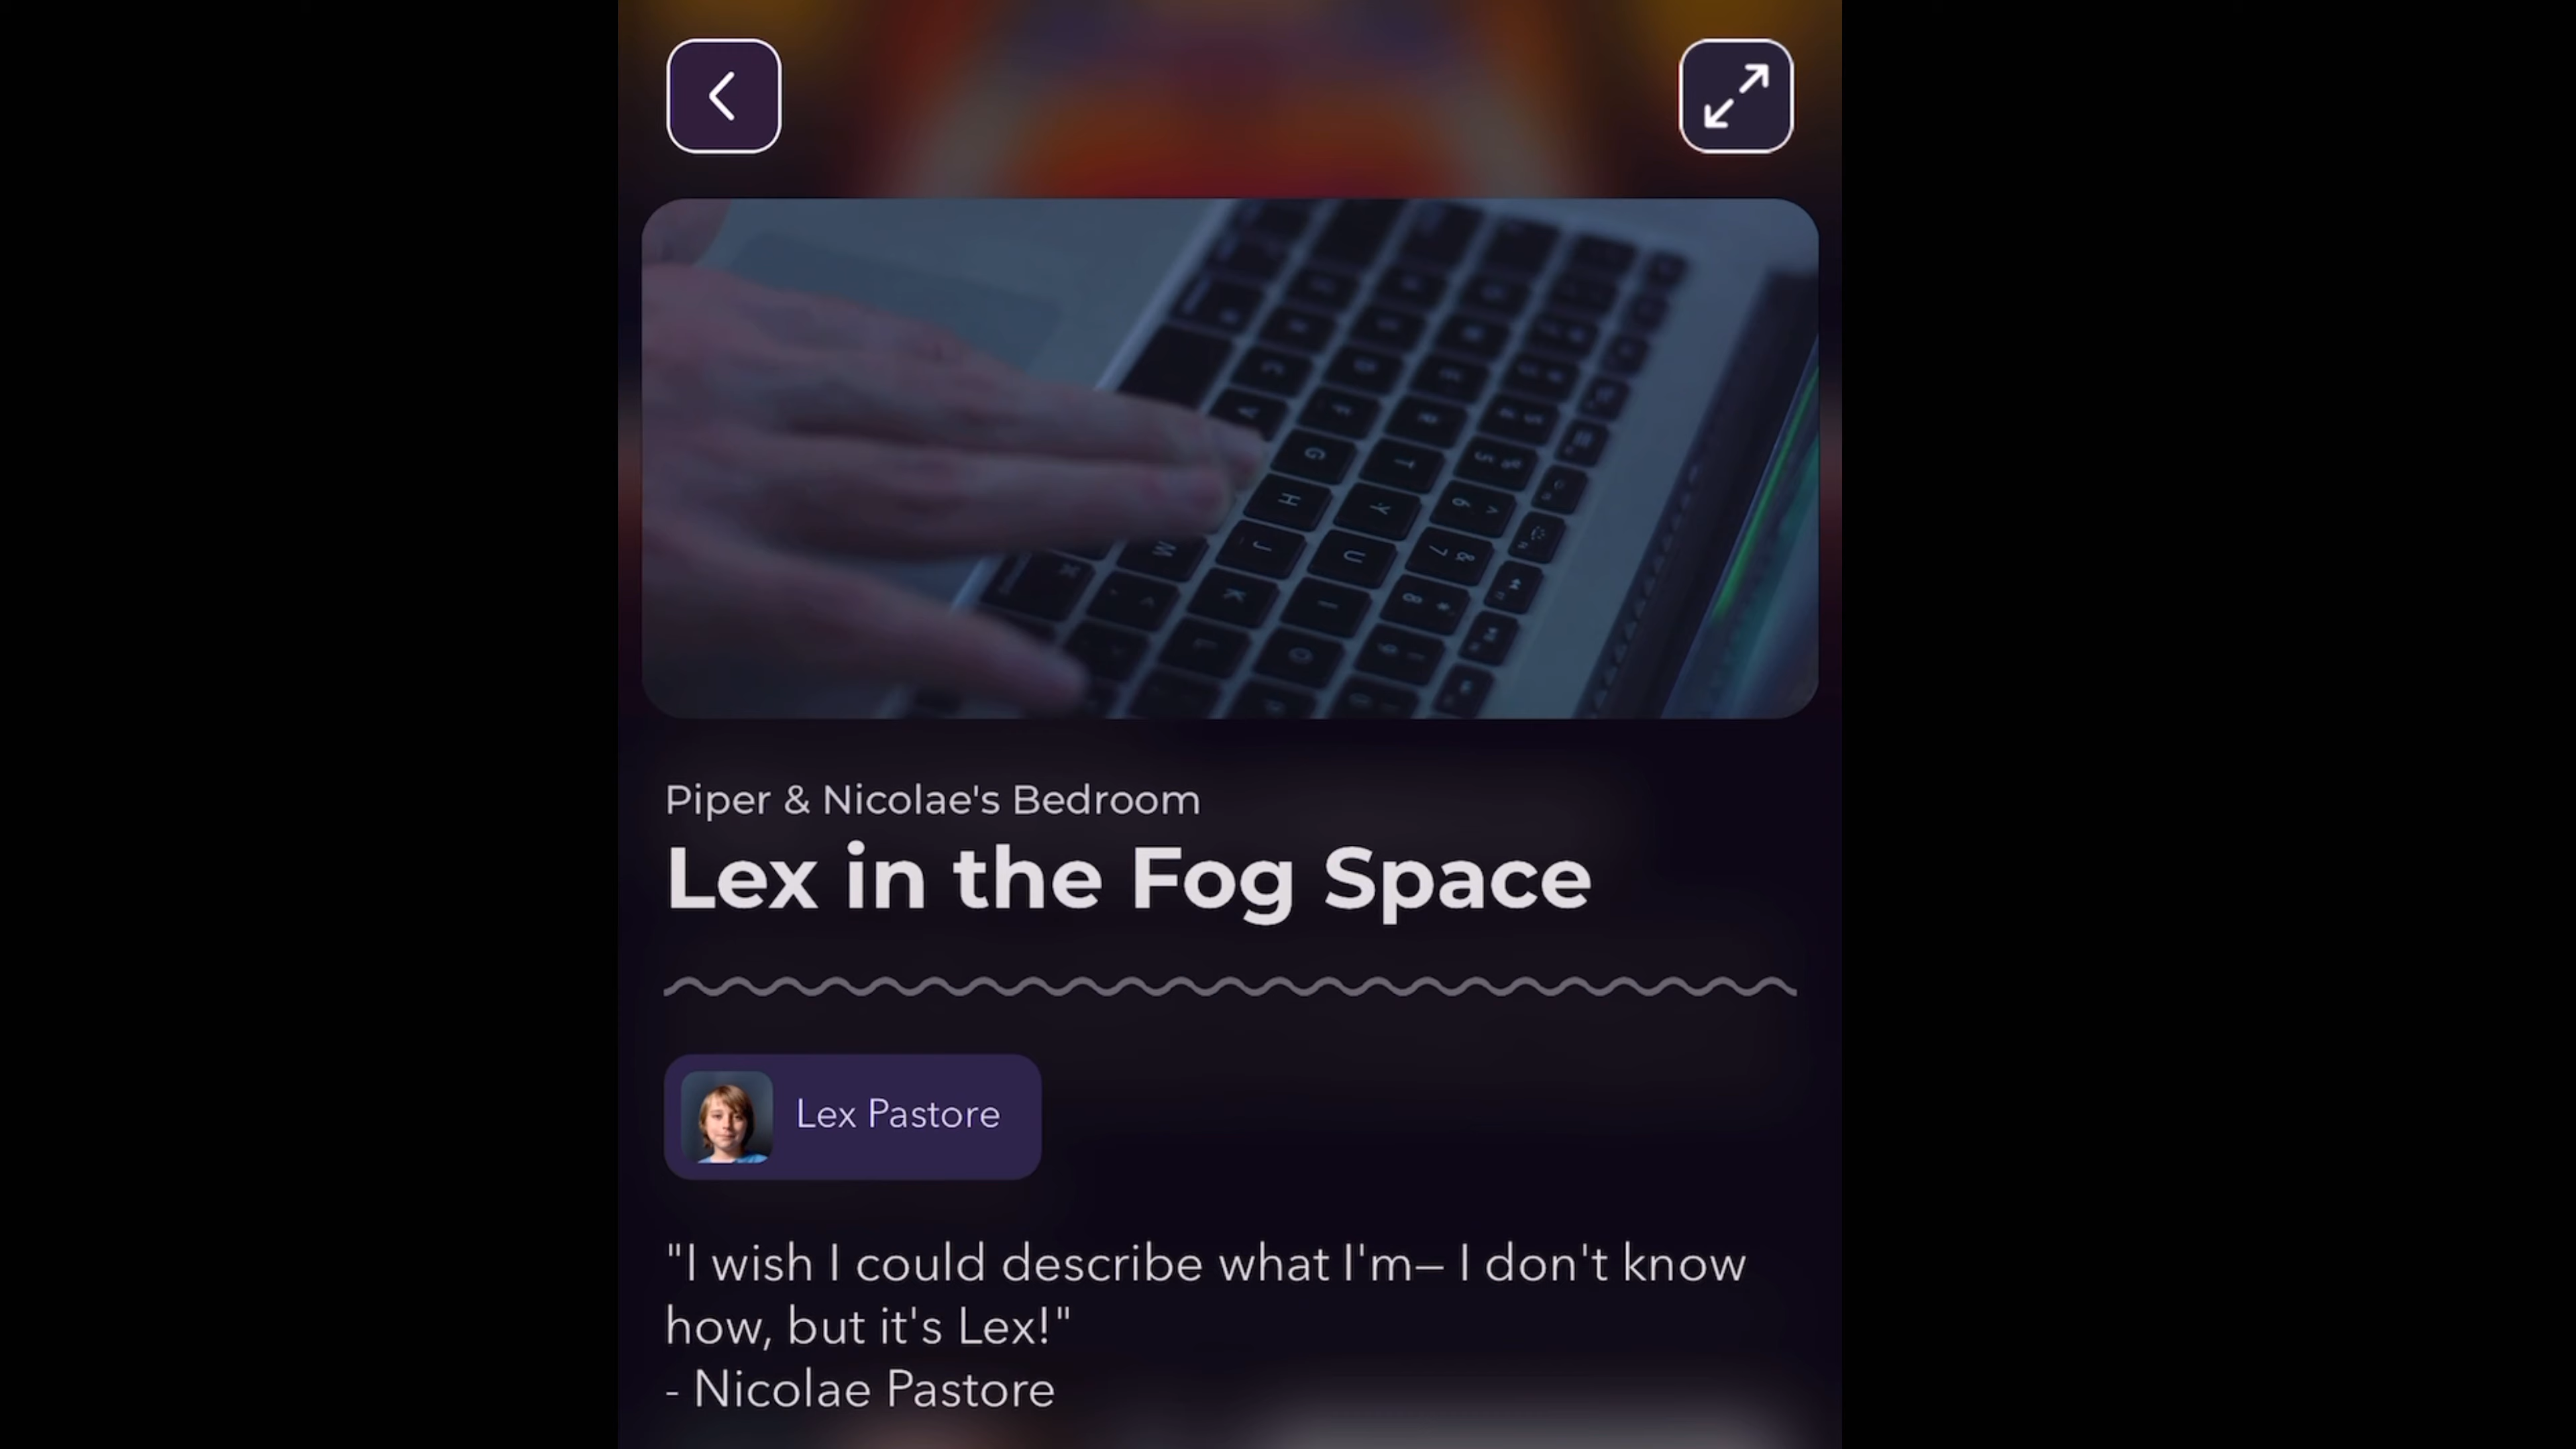 Piper & Nicolae's Bedroom
Lex in the Fog Space
Lex Pastore
"I wish I could describe what I'm– I don't know
how, but it's Lex!"
- Nicolae Pastore